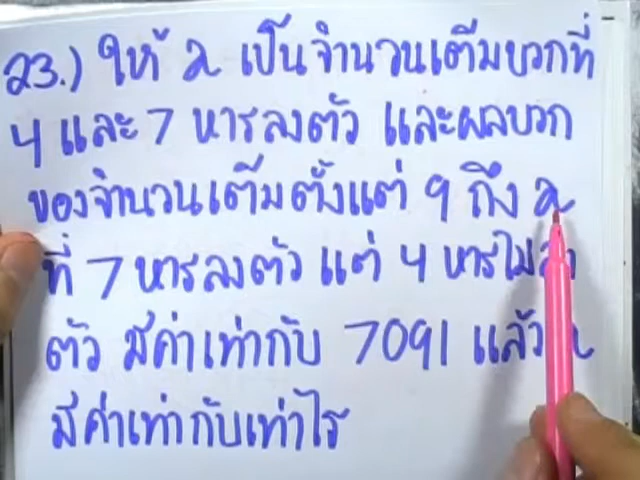 23.) ให้ a เป็นจำนวนเต็มบวกที่
4 และ 7 หารลงตัว และผลบวก
ของจำนวนเต็มตั้งแต่ 9 ถึง a
ที่ 7 หารลงตัว แต่ 4 หารไม่ลง
ตัว มีค่าเท่ากับ 7091 แล้ว a
มีค่าเท่ากับเท่าไร